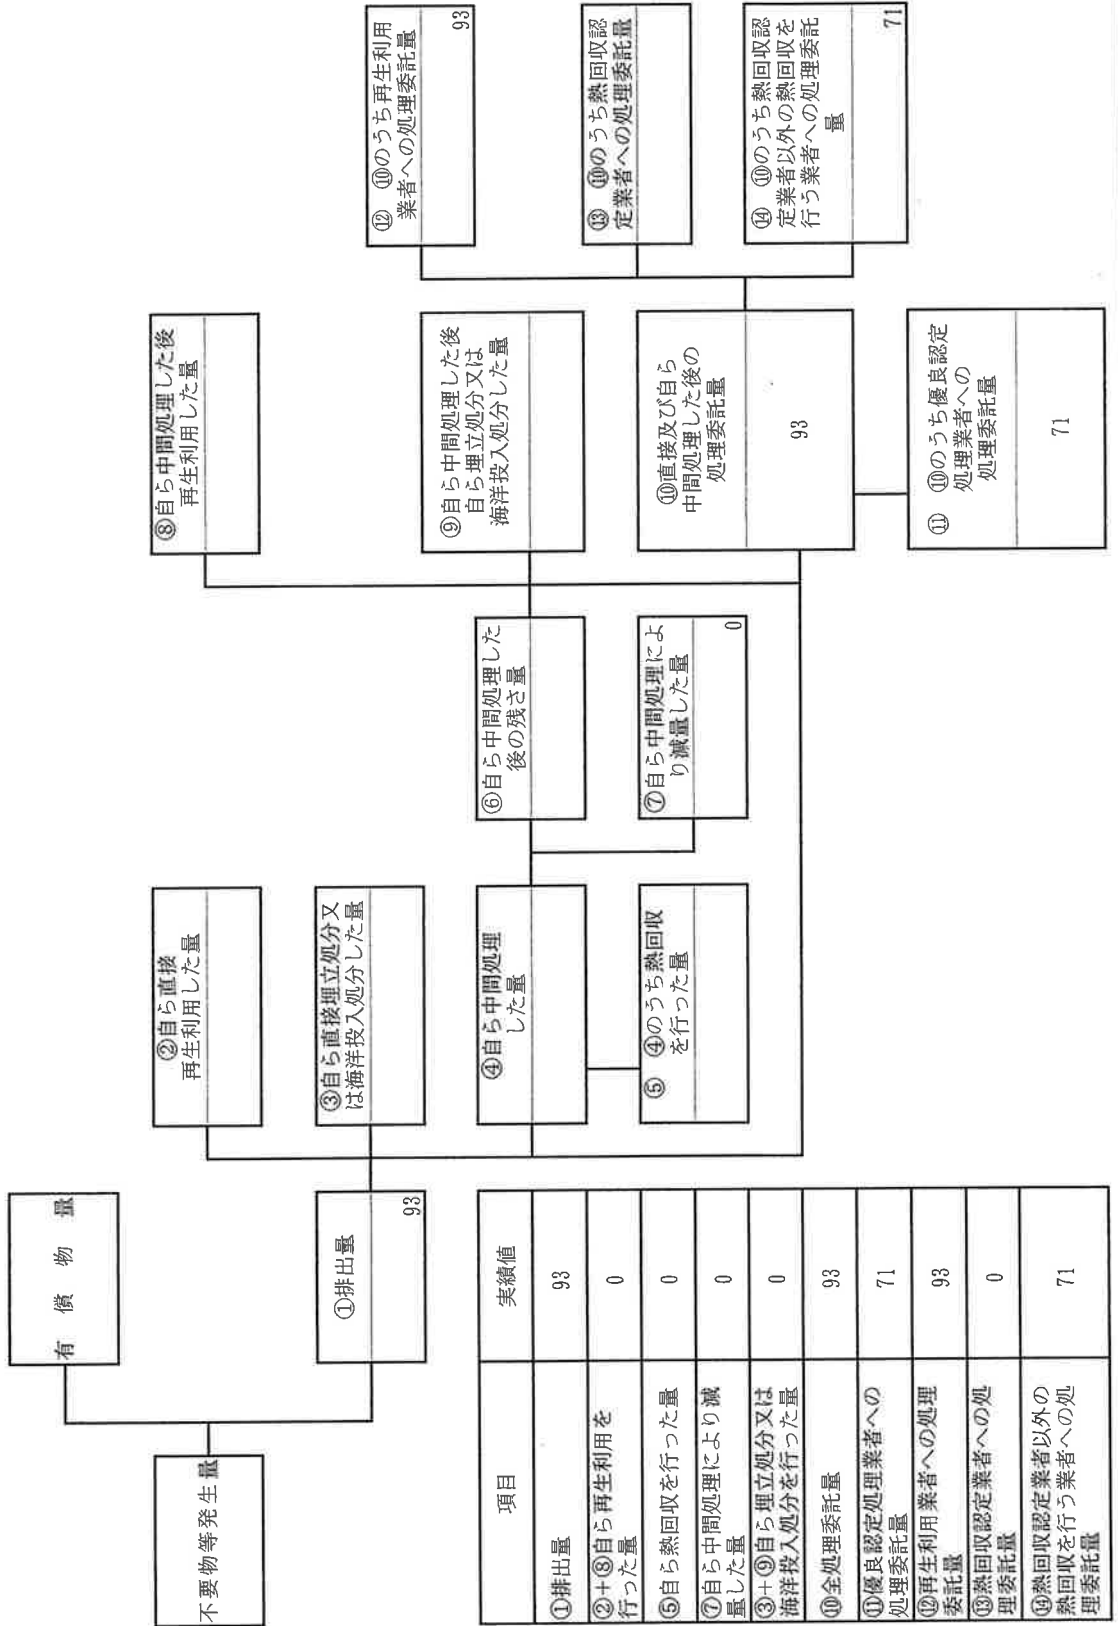 不要物等発生量
有償物量
①排出量
93
②自ら直接
再生利用した量
③自ら直接埋立処分又
は海洋投入処分した量
④自ら中間処理
した量
⑤ ④のうち熱回収
を行った量
⑥自ら中間処理した
後の残さ量
⑦自ら中間処理によ
り減量した量
0
⑧自ら中間処理した後
再生利用した量
⑨自ら中間処理した後
自ら埋立処分又は
海洋投入処分した量
⑩直接及び自ら
中間処理した後の
処理委託量
93
⑪ ⑩のうち優良認定
処理業者への
処理委託量
71
⑫ ⑩のうち再生利用
業者への処理委託量
93
⑬ ⑩のうち熱回収認
定業者への処理委託量
⑭ ⑩のうち熱回収認
定業者以外の熱回収を
行う業者への処理委託
量
71
項目 実績値
①排出量 93
②+⑧自ら再生利用を
行った量 0
⑤自ら熱回収を行った量 0
⑦自ら中間処理により減
量した量 0
③+⑨自ら埋立処分又は
海洋投入処分を行った量 0
⑩全処理委託量 93
⑪優良認定処理業者への
処理委託量 71
⑫再生利用業者への処理
委託量 93
⑬熱回収認定業者への処
理委託量 0
⑭熱回収認定業者以外の
熱回収を行う業者への処
理委託量 71